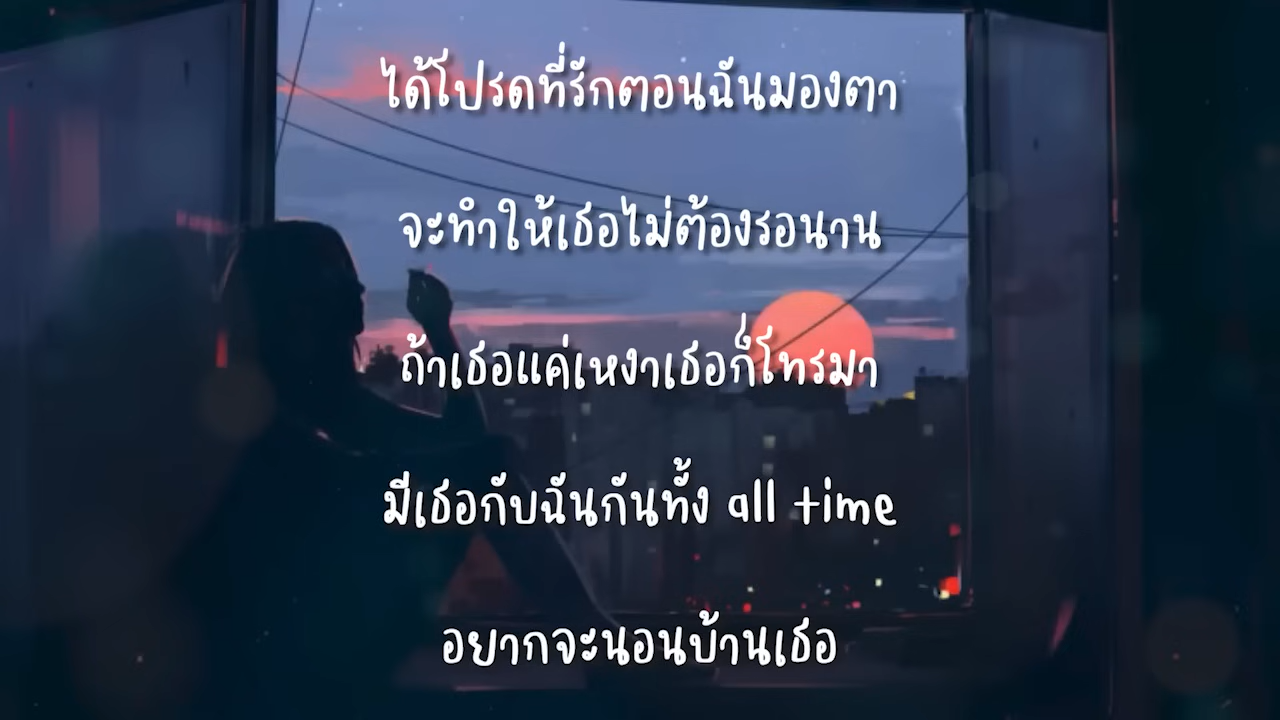 ได้โปรดที่รักตอนฉันมองตา
จะทำให้เธอไม่ต้องรอนาน
ถ้าเธอแค่เหงาเธอก็โทรมา
มีเธอกับฉันกันทั้ง all time
อยากจะนอนบ้านเธอ